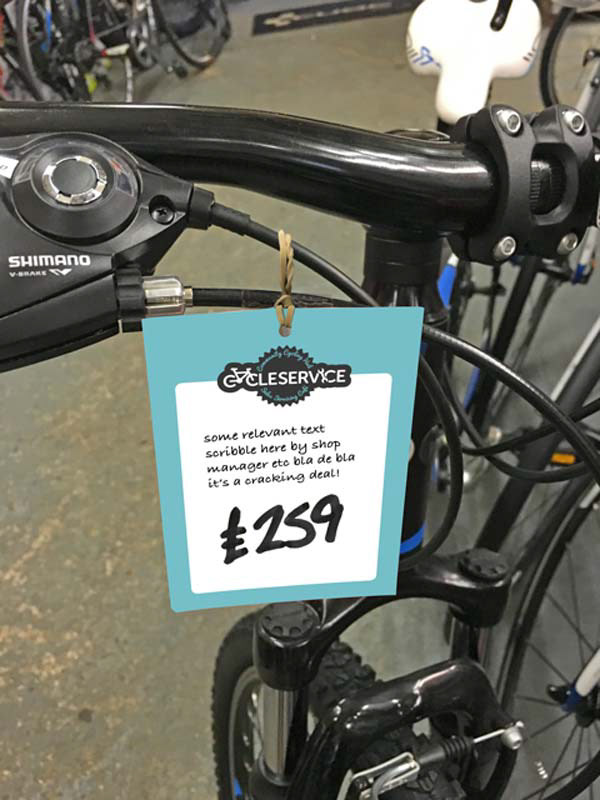 SHIMANO
V-BRAKE
CYCLESERVICE
some relevant text
scribble here by shop
manager etc bla de bla
it's a cracking deal!
£259